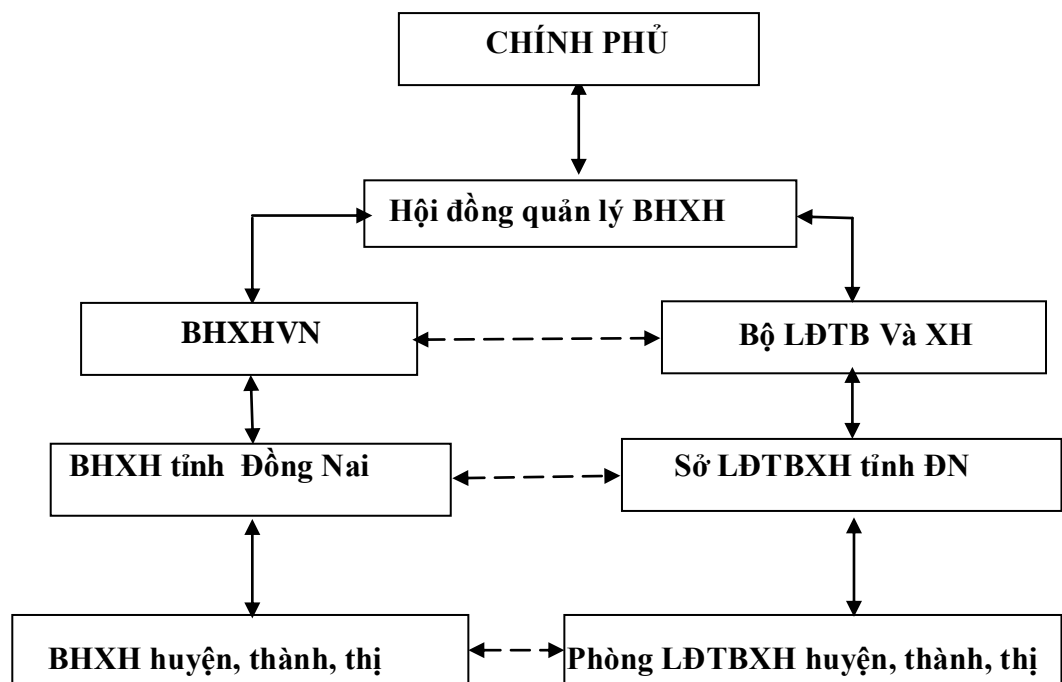 CHÍNH PHỦ
Hội đồng quản lý BHXH
BHXHVN
Bộ LĐTB Và XH
BHXH tỉnh Đồng Nai
Sở LĐTBXH tỉnh ĐN
BHXH huyện, thành, thị
Phòng LĐTBXH huyện, thành, thị